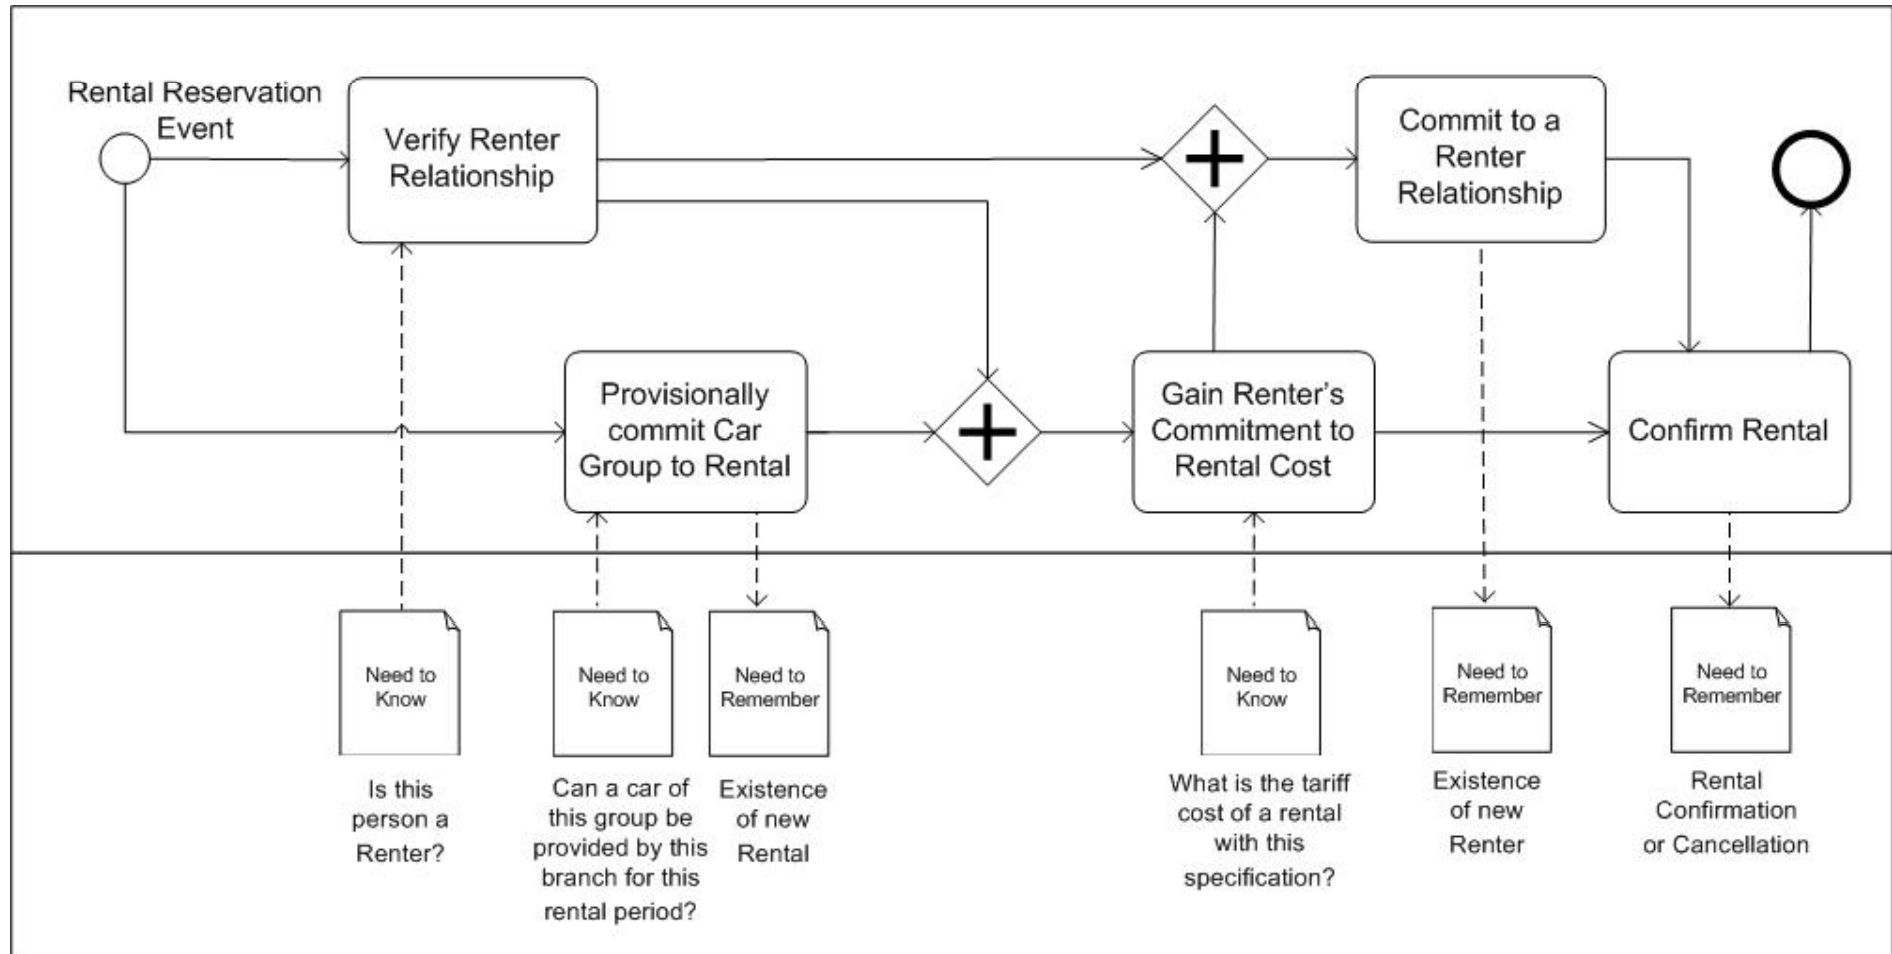 Rental Reservation
Event
Verify Renter
Relationship
Commit to a
Renter
Relationship
Provisionally
commit Car
Group to Rental
Gain Renter's
Commitment to
Rental Cost
Confirm Rental
Need to
Know
Need to
Know
Need to
Remember
Need to
Know
Need to
Remember
Need to
Remember
Is this
person a
Renter?
Can a car of
this group be
provided by this
branch for this
rental period?
Existence
of new
Rental
What is the tariff
cost of a rental
with this
specification?
Existence
of new
Renter
Rental
Confirmation
or Cancellation